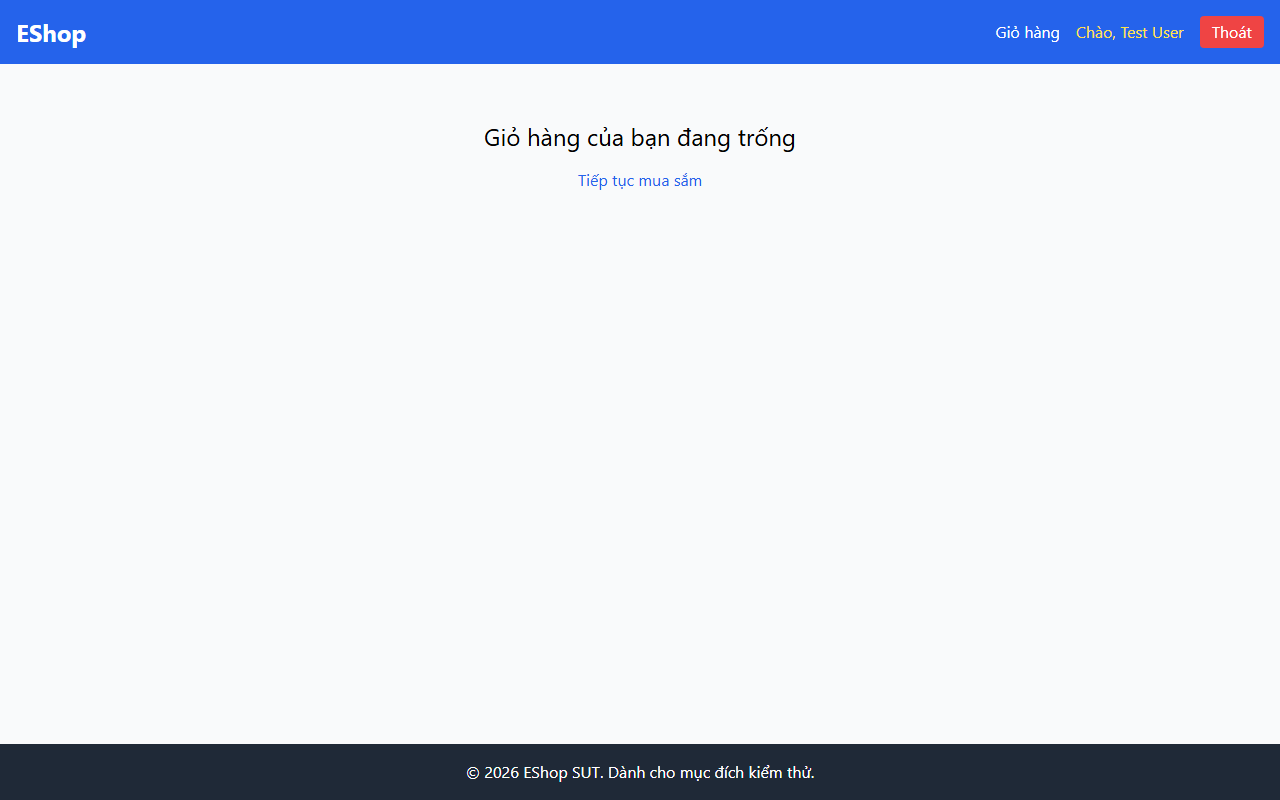 EShop
Giỏ hàng
Chào, Test User
Thoát
Giỏ hàng của bạn đang trống
Tiếp tục mua sắm
© 2026 EShop SUT. Dành cho mục đích kiểm thử.